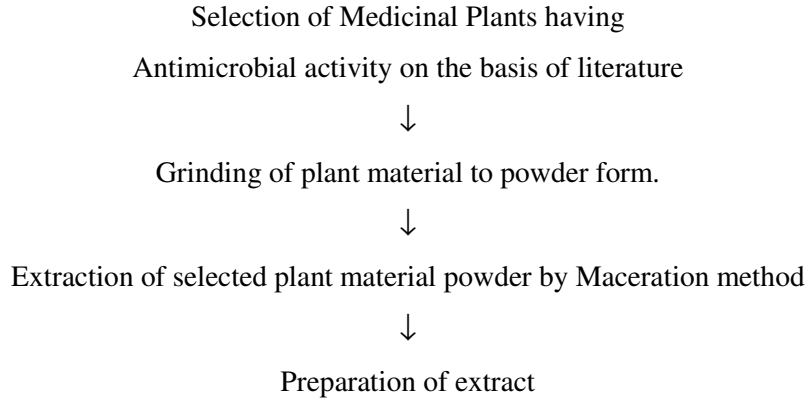 Selection of Medicinal Plants having
Antimicrobial activity on the basis of literature
↓
Grinding of plant material to powder form.
↓
Extraction of selected plant material powder by Maceration method
↓
Preparation of extract